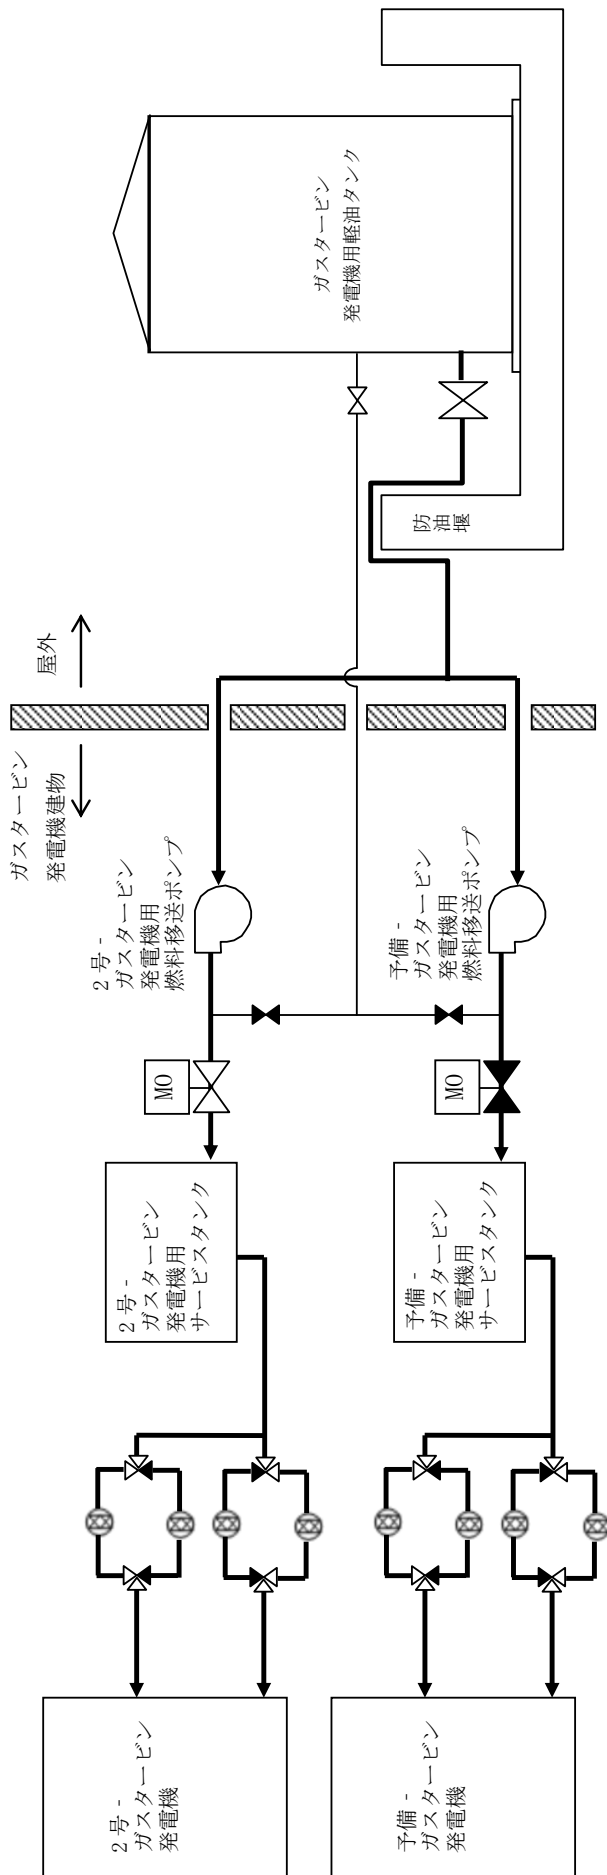 ガスタービン
発電機用軽油タンク
防油堰
屋外
ガスタービン
発電機建物
2号-
ガスタービン
発電機用
燃料移送ポンプ
予備-
ガスタービン
発電機用
燃料移送ポンプ
MO
MO
2号-
ガスタービン
発電機用
サービスタンク
予備-
ガスタービン
発電機用
サービスタンク
2号-
ガスタービン
発電機
予備-
ガスタービン
発電機